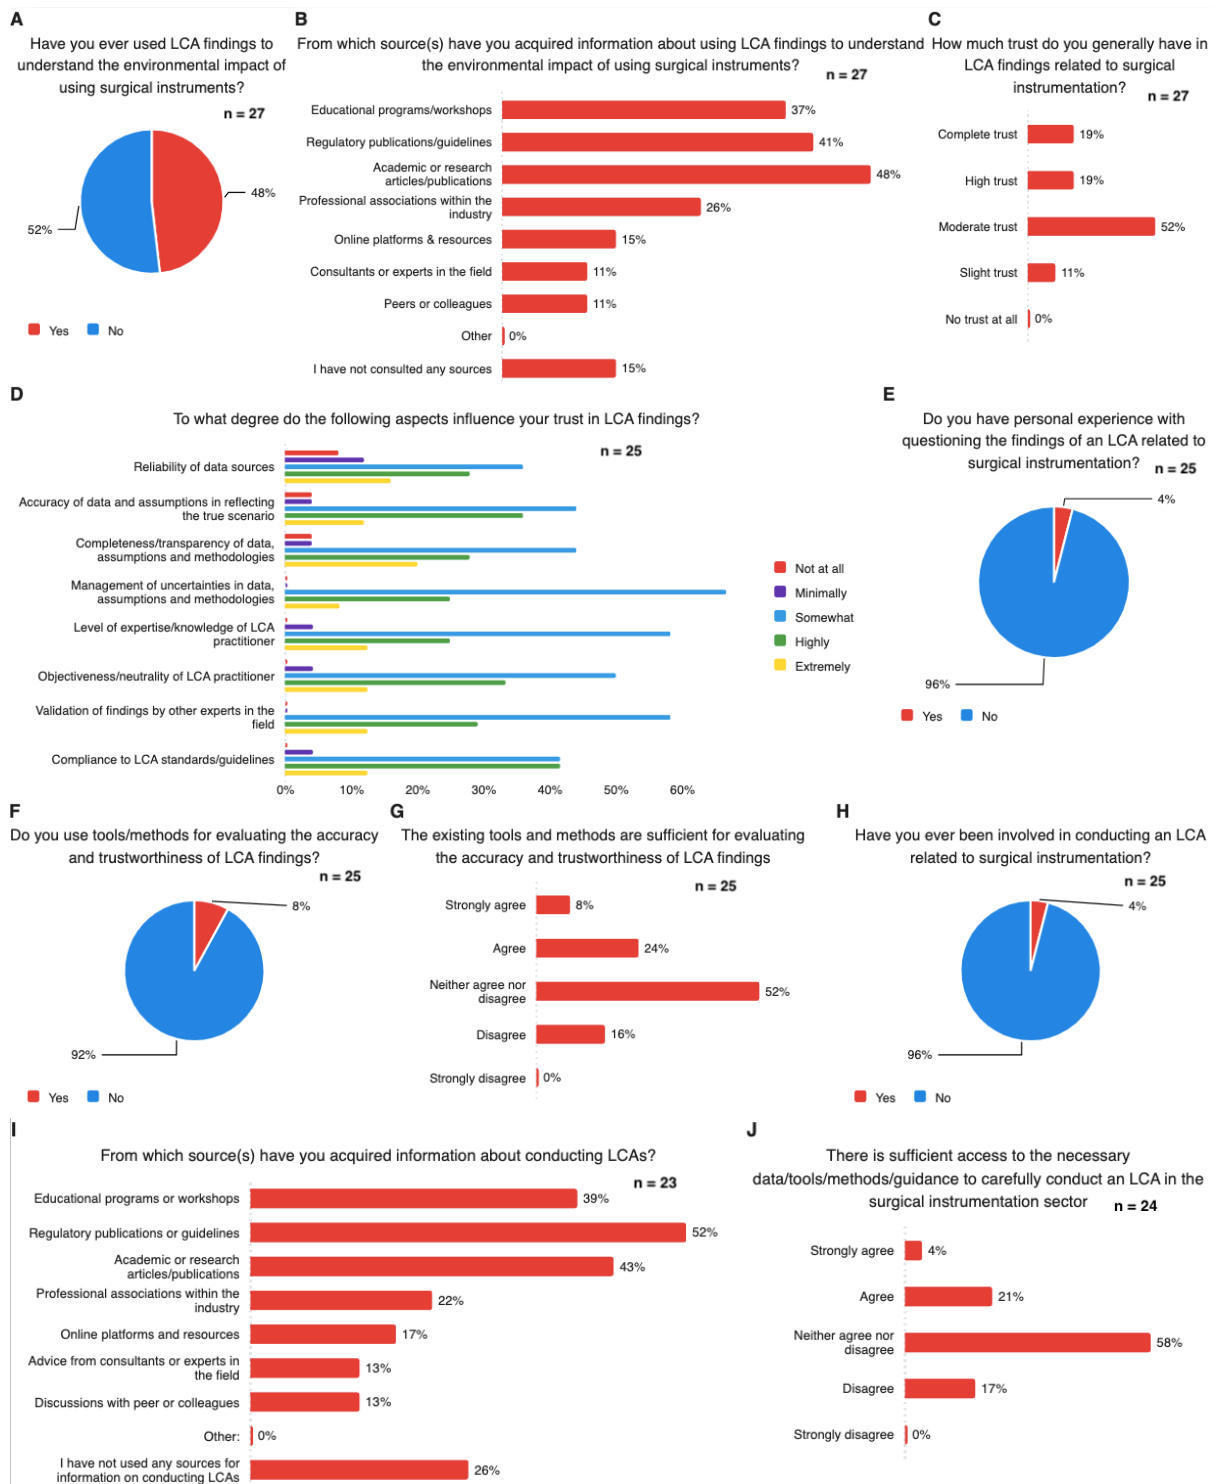 A
Have you ever used LCA findings to
understand the environmental impact of
using surgical instruments?
n = 27
48%
52%
Yes
No
B
From which source(s) have you acquired information about using LCA findings to understand
the environmental impact of using surgical instruments?
n = 27
Educational programs/workshops
37%
Regulatory publications/guidelines
41%
Academic or research
articles/publications
48%
Professional associations within the
industry
26%
Online platforms & resources
15%
Consultants or experts in the field
11%
Peers or colleagues
11%
Other
0%
I have not consulted any sources
15%
C
How much trust do you generally have in
LCA findings related to surgical
instrumentation?
n = 27
Complete trust
19%
High trust
19%
Moderate trust
52%
Slight trust
11%
No trust at all
0%
D
To what degree do the following aspects influence your trust in LCA findings?
n = 25
Reliability of data sources
Accuracy of data and assumptions in reflecting
the true scenario
Completeness/transparency of data,
assumptions and methodologies
Management of uncertainties in data,
assumptions and methodologies
Level of expertise/knowledge of LCA
practitioner
Objectiveness/neutrality of LCA practitioner
Validation of findings by other experts in the
field
Compliance to LCA standards/guidelines
0%
10%
20%
30%
40%
50%
60%
Not at all
Minimally
Somewhat
Highly
Extremely
E
Do you have personal experience with
questioning the findings of an LCA related to
surgical instrumentation?
n = 25
4%
96%
Yes
No
F
Do you use tools/methods for evaluating the accuracy
and trustworthiness of LCA findings?
n = 25
8%
92%
Yes
No
G
The existing tools and methods are sufficient for evaluating
the accuracy and trustworthiness of LCA findings
n = 25
Strongly agree
8%
Agree
24%
Neither agree nor
disagree
52%
Disagree
16%
Strongly disagree
0%
H
Have you ever been involved in conducting an LCA
related to surgical instrumentation?
n = 25
4%
96%
Yes
No
I
From which source(s) have you acquired information about conducting LCAs?
n = 23
Educational programs or workshops
39%
Regulatory publications or guidelines
52%
Academic or research
articles/publications
43%
Professional associations within the
industry
22%
Online platforms and resources
17%
Advice from consultants or experts in
the field
13%
Discussions with peer or colleagues
13%
Other:
0%
I have not used any sources for
information on conducting LCAs
26%
J
There is sufficient access to the necessary
data/tools/methods/guidance to carefully conduct an LCA in the
surgical instrumentation sector
n = 24
Strongly agree
4%
Agree
21%
Neither agree nor
disagree
58%
Disagree
17%
Strongly disagree
0%